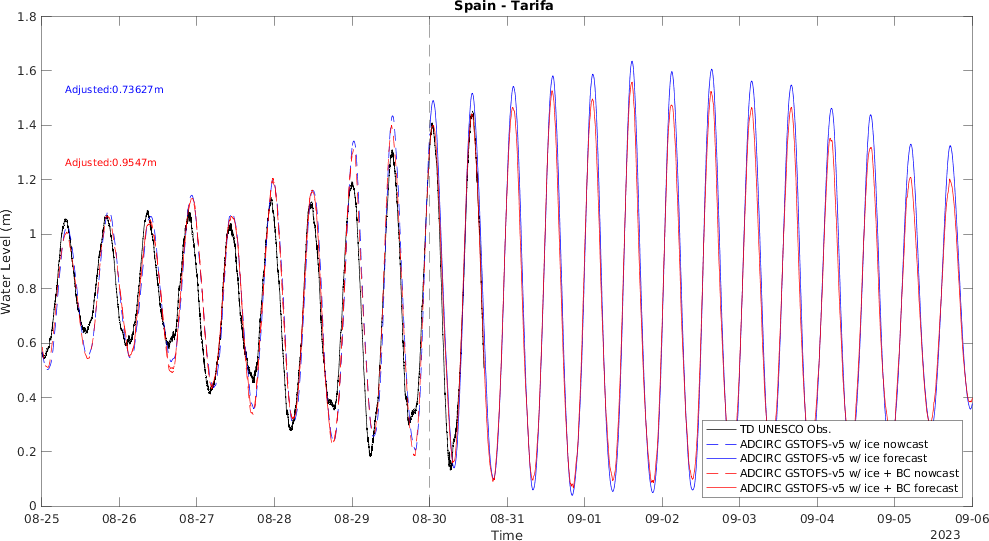 Spain - Tarifa
1.8
1.6
1.4
1.2
1
0.8
0.6
0.4
0.2
0
Water Level (m)
Adjusted:0.73627m
Adjusted:0.9547m
TD UNESCO Obs.
ADCIRC GSTOFS-v5 w/ ice nowcast
ADCIRC GSTOFS-v5 w/ ice forecast
ADCIRC GSTOFS-v5 w/ ice + BC nowcast
ADCIRC GSTOFS-v5 w/ ice + BC forecast
08-25 08-26 08-27 08-28 08-29 08-30 08-31 09-01 09-02 09-03 09-04 09-05 09-06
Time
2023